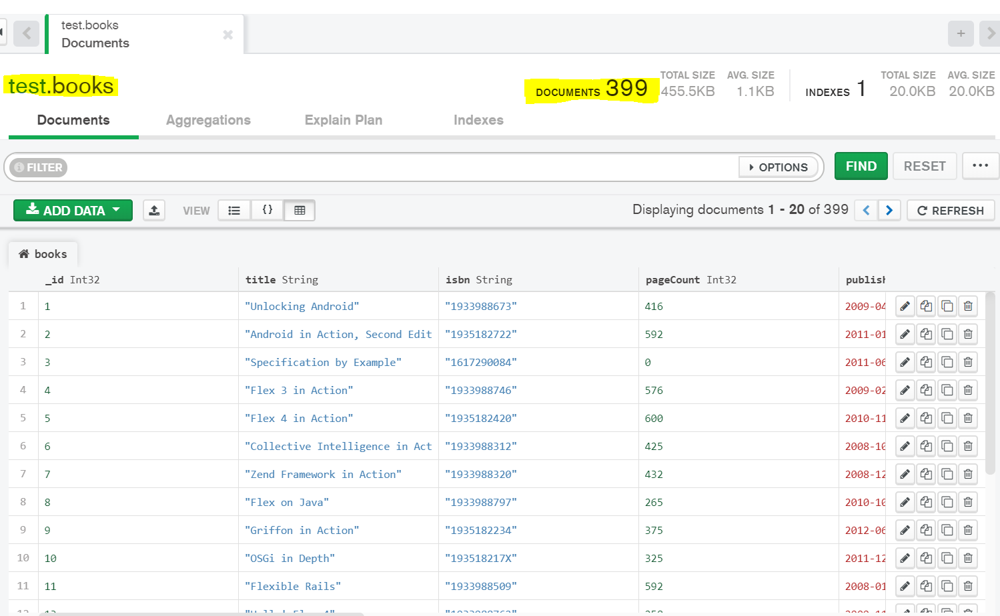 test.books
Documents
test.books
DOCUMENTS 399 TOTAL SIZE 455.5KB AVG. SIZE 1.1KB INDEXES 1 TOTAL SIZE 20.0KB AVG. SIZE 20.0KB
Documents Aggregations Explain Plan Indexes
FILTER OPTIONS FIND RESET ...
ADD DATA VIEW {} Displaying documents 1 - 20 of 399 REFRESH
books
_id Int32 title String isbn String pageCount Int32 publish
1 1 "Unlocking Android" "1933988673" 416 2009-04
2 2 "Android in Action, Second Edit "1935182722" 592 2011-01
3 3 "Specification by Example" "1617290084" 0 2011-06
4 4 "Flex 3 in Action" "1933988746" 576 2009-02
5 5 "Flex 4 in Action" "1935182420" 600 2010-11
6 6 "Collective Intelligence in Act "1933988312" 425 2008-10
7 7 "Zend Framework in Action" "1933988320" 432 2008-12
8 8 "Flex on Java" "1933988797" 265 2010-10
9 9 "Griffon in Action" "1935182234" 375 2012-06
10 10 "OSGi in Depth" "193518217X" 325 2011-12
11 11 "Flexible Rails" "1933988509" 592 2008-01